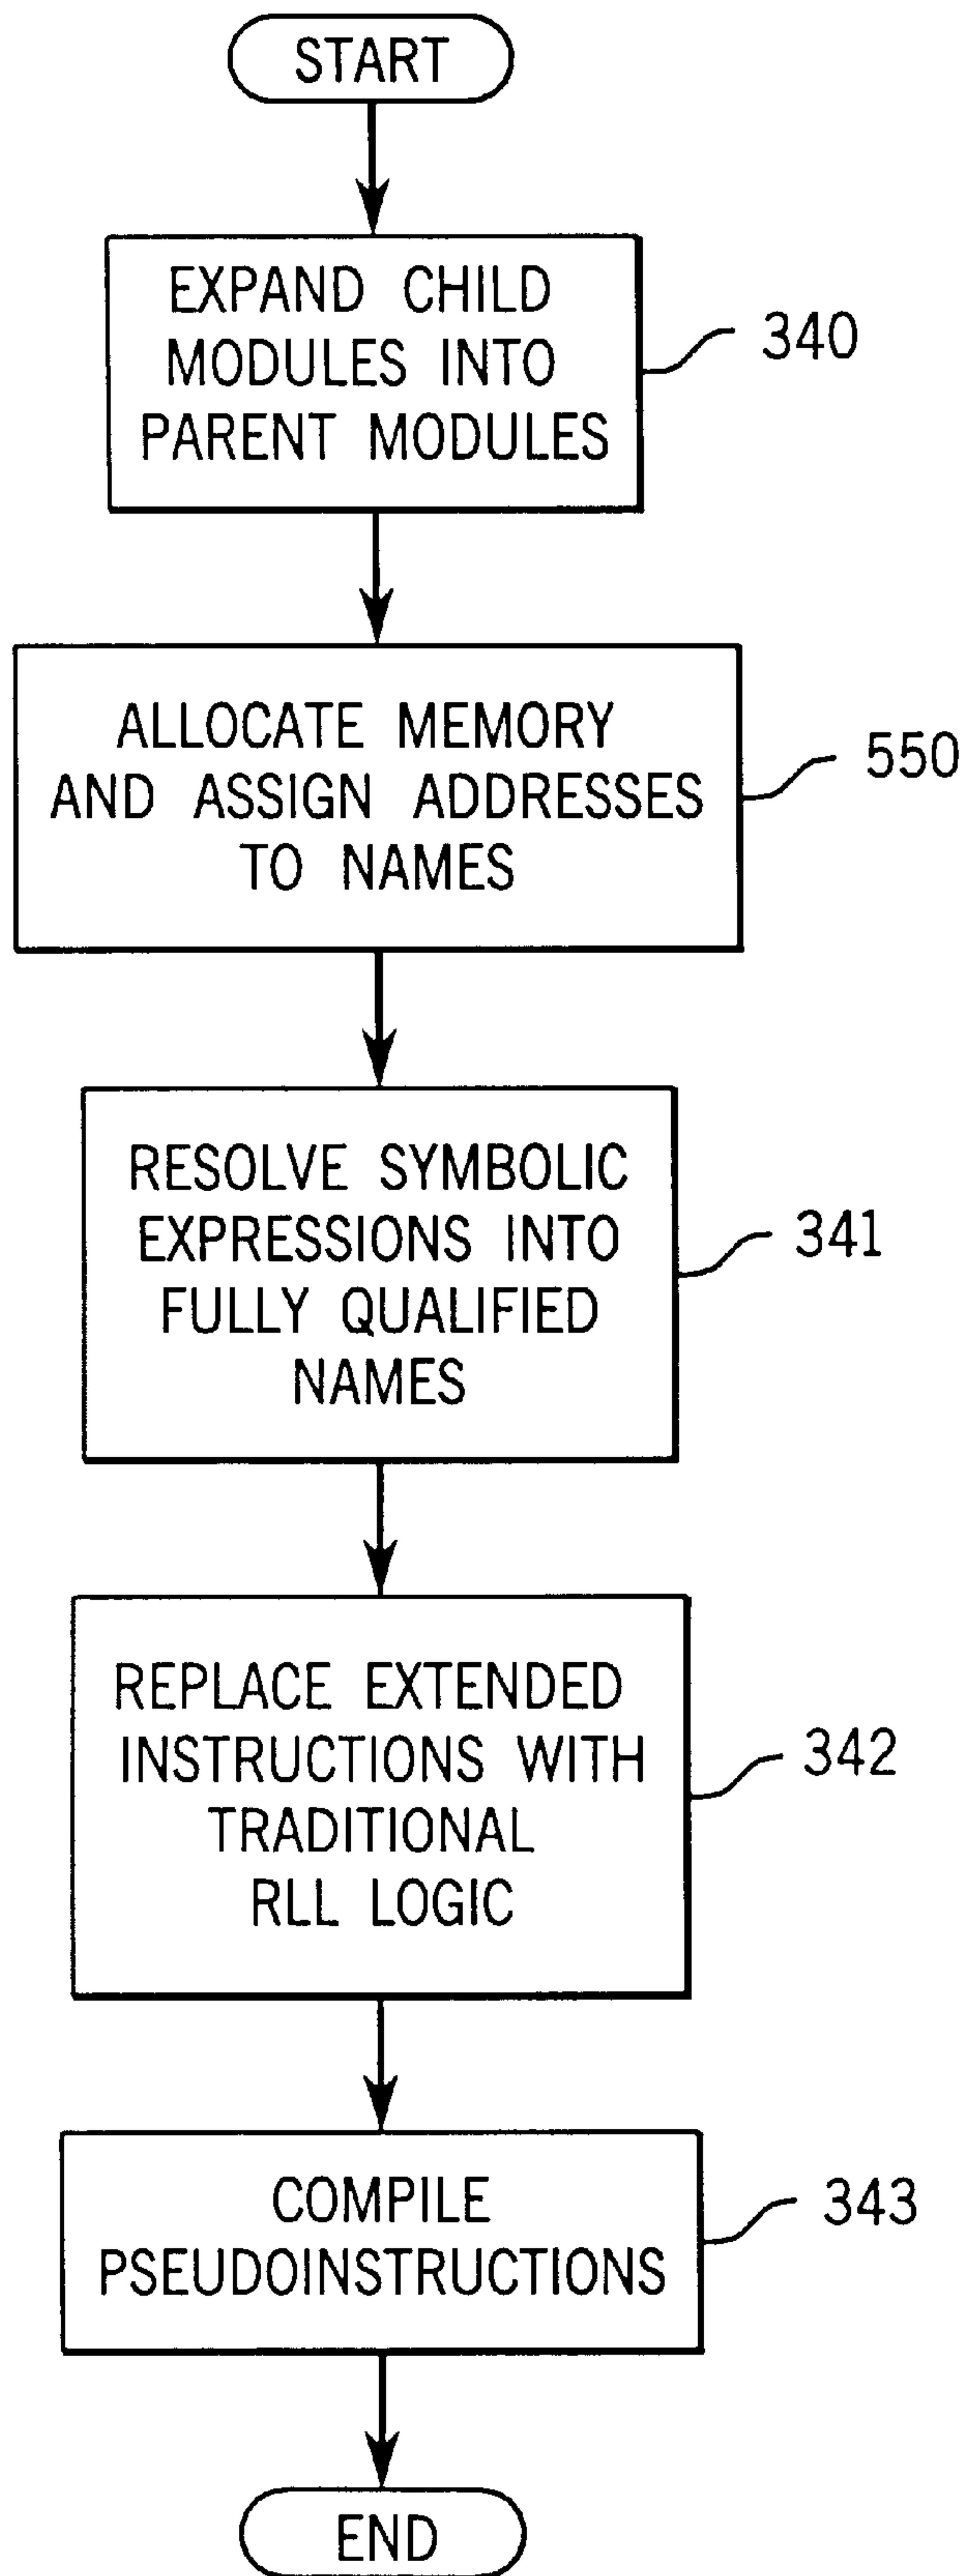 START
EXPAND CHILD
MODULES INTO
PARENT MODULES
340
ALLOCATE MEMORY
AND ASSIGN ADDRESSES
TO NAMES
550
RESOLVE SYMBOLIC
EXPRESSIONS INTO
FULLY QUALIFIED
NAMES
341
REPLACE EXTENDED
INSTRUCTIONS WITH
TRADITIONAL
RLL LOGIC
342
COMPILE
PSEUDOINSTRUCTIONS
343
END